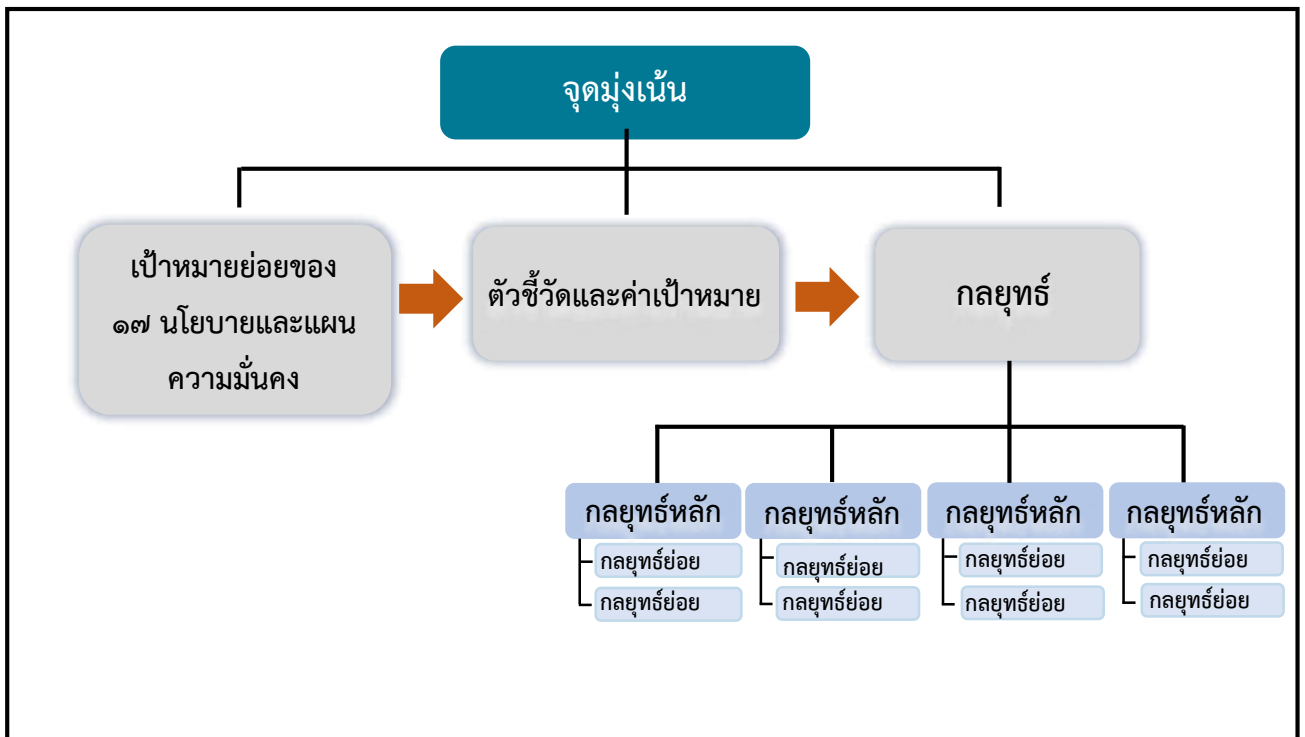 จุดมุ่งเน้น
เป้าหมายย่อยของ
๑๗ นโยบายและแผน
ความมั่นคง
ตัวชี้วัดและค่าเป้าหมาย
กลยุทธ์
กลยุทธ์หลัก
กลยุทธ์ย่อย
กลยุทธ์ย่อย
กลยุทธ์หลัก
กลยุทธ์ย่อย
กลยุทธ์ย่อย
กลยุทธ์หลัก
กลยุทธ์ย่อย
กลยุทธ์ย่อย
กลยุทธ์หลัก
กลยุทธ์ย่อย
กลยุทธ์ย่อย